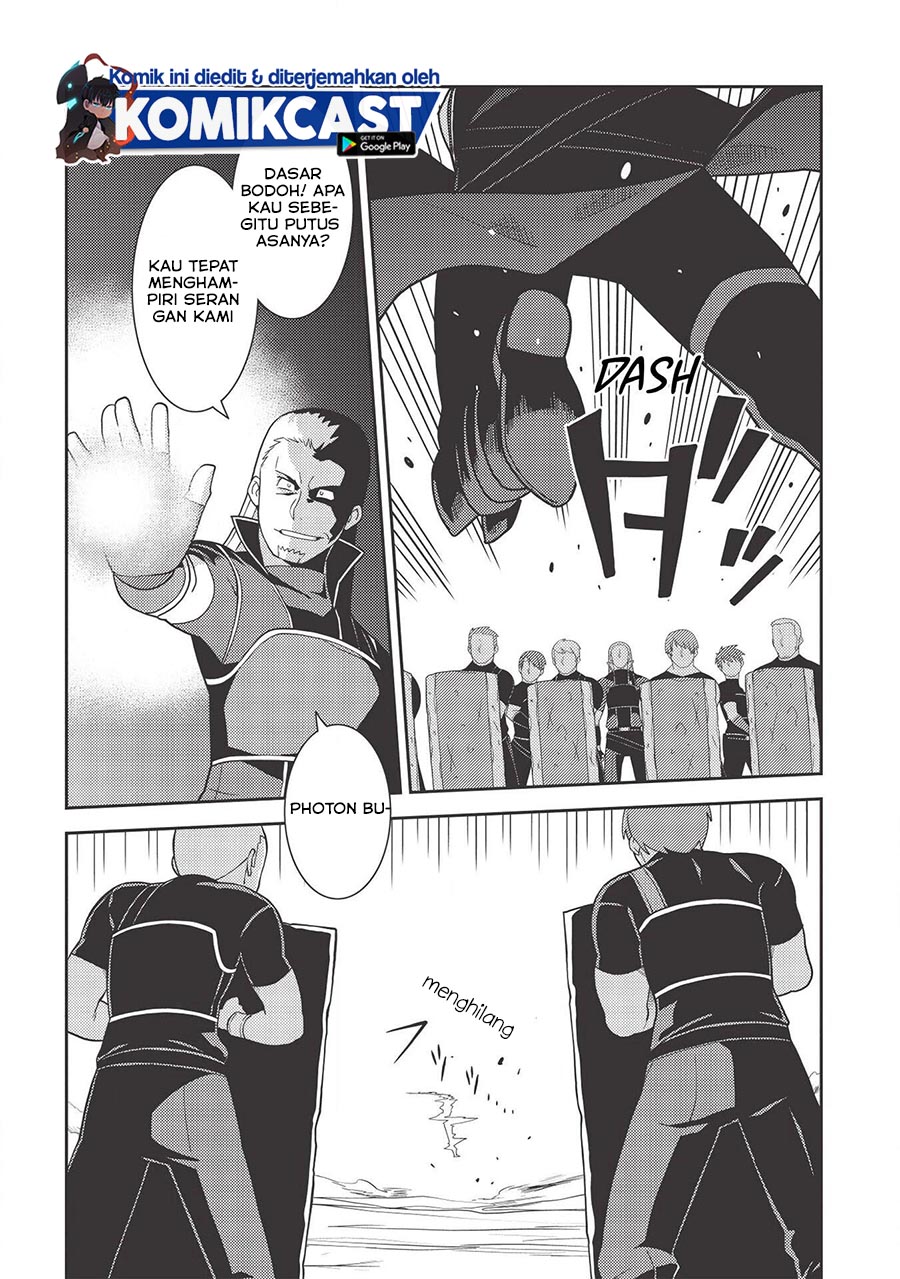 Komik ini diedit & diterjemahkan oleh
KOMIKCAST
GET IT ON
Google Play
DASH
DASAR
BODOH! APA
KAU SEBE-
GITU PUTUS
ASANYA?
KAU TEPAT
MENGHAM-
PIRI SERAN
GAN KAMI
PHOTON BU-
menghilang